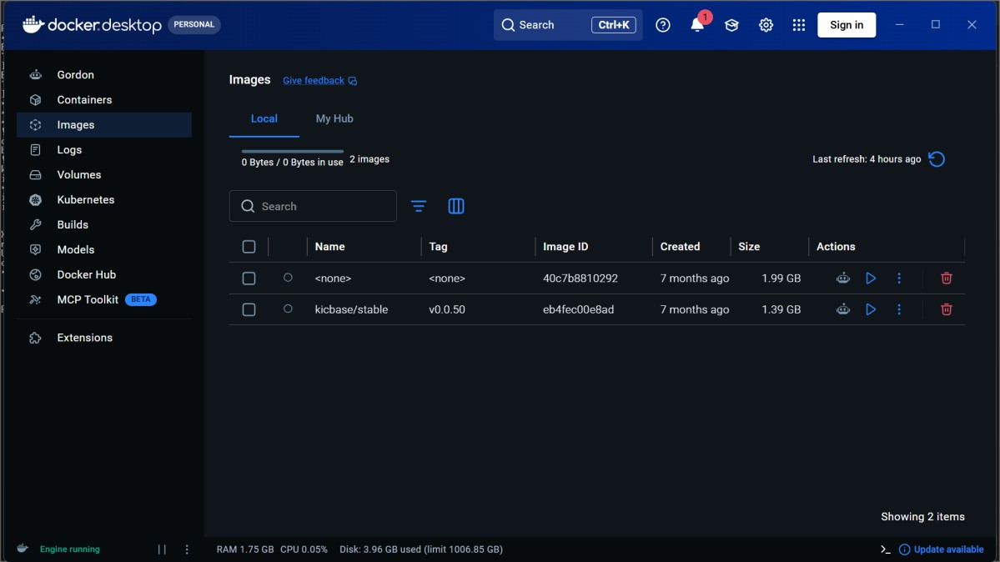 docker.desktop PERSONAL Search Ctrl+K 1 Sign in
Gordon
Containers
Images
Logs
Volumes
Kubernetes
Builds
Models
Docker Hub
MCP Toolkit BETA
Extensions
Images Give feedback
Local My Hub
0 Bytes / 0 Bytes in use 2 images Last refresh: 4 hours ago
Search
Name Tag Image ID Created Size Actions
<none> <none> 40c7b8810292 7 months ago 1.99 GB
kicbase/stable v0.0.50 eb4fec00e8ad 7 months ago 1.39 GB
Showing 2 items
Engine running RAM 1.75 GB CPU 0.05% Disk: 3.96 GB used (limit 1006.85 GB) Update available